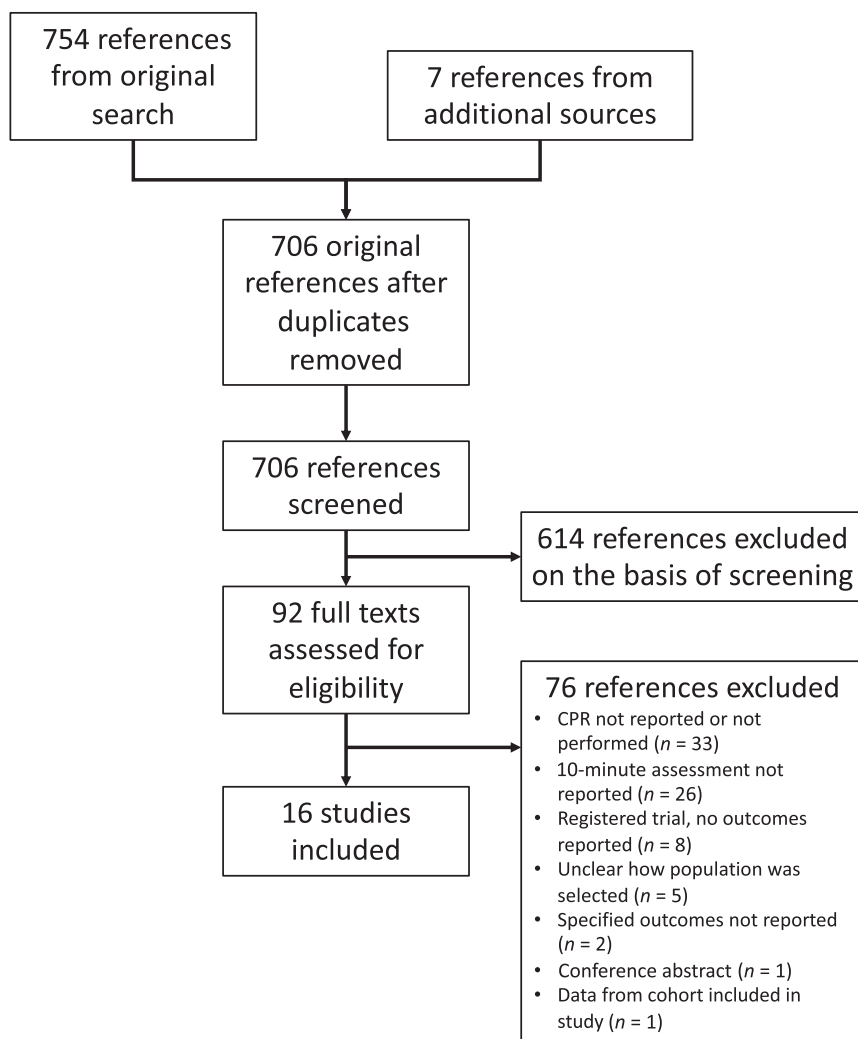 754 references
from original
search
7 references from
additional sources
706 original
references after
duplicates
removed
706 references
screened
614 references excluded
on the basis of screening
92 full texts
assessed for
eligibility
76 references excluded
• CPR not reported or not
performed (n = 33)
• 10-minute assessment not
reported (n = 26)
• Registered trial, no outcomes
reported (n = 8)
• Unclear how population was
selected (n = 5)
• Specified outcomes not reported
(n = 2)
• Conference abstract (n = 1)
• Data from cohort included in
study (n = 1)
16 studies
included